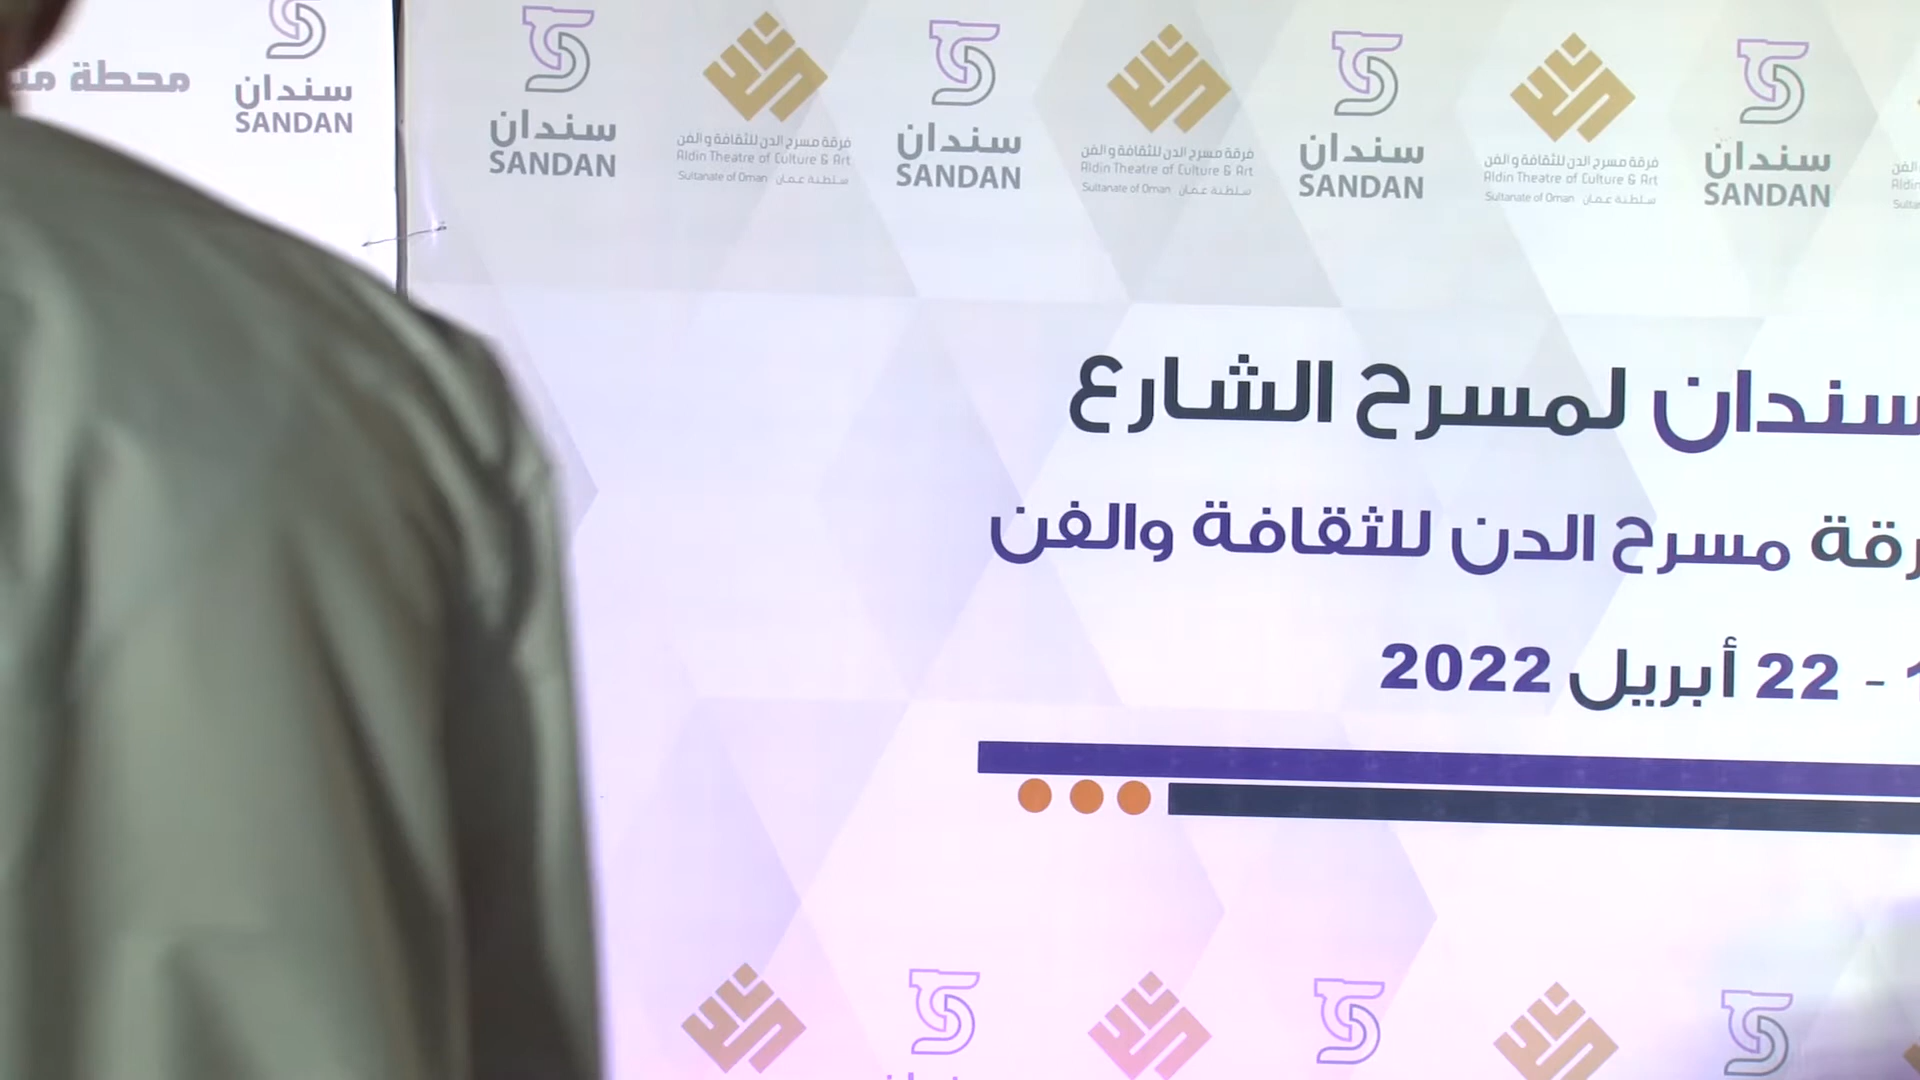 محطة
سندان
SANDAN
سندان
SANDAN
فرقة مسرح الدن للثقافة والفن
Aldin Theatre of Culture & Art
Sultanate of Oman سلطنة عمان
سندان
SANDAN
فرقة مسرح الدن للثقافة والفن
Aldin Theatre of Culture & Art
Sultanate of Oman سلطنة عمان
سندان
SANDAN
فرقة مسرح الدن للثقافة والفن
Aldin Theatre of Culture & Art
Sultanate of Oman سلطنة عمان
سندان
SANDAN
سندان لمسرح الشارع
مسرح الدن للثقافة والفن
- 22 أبريل 2022